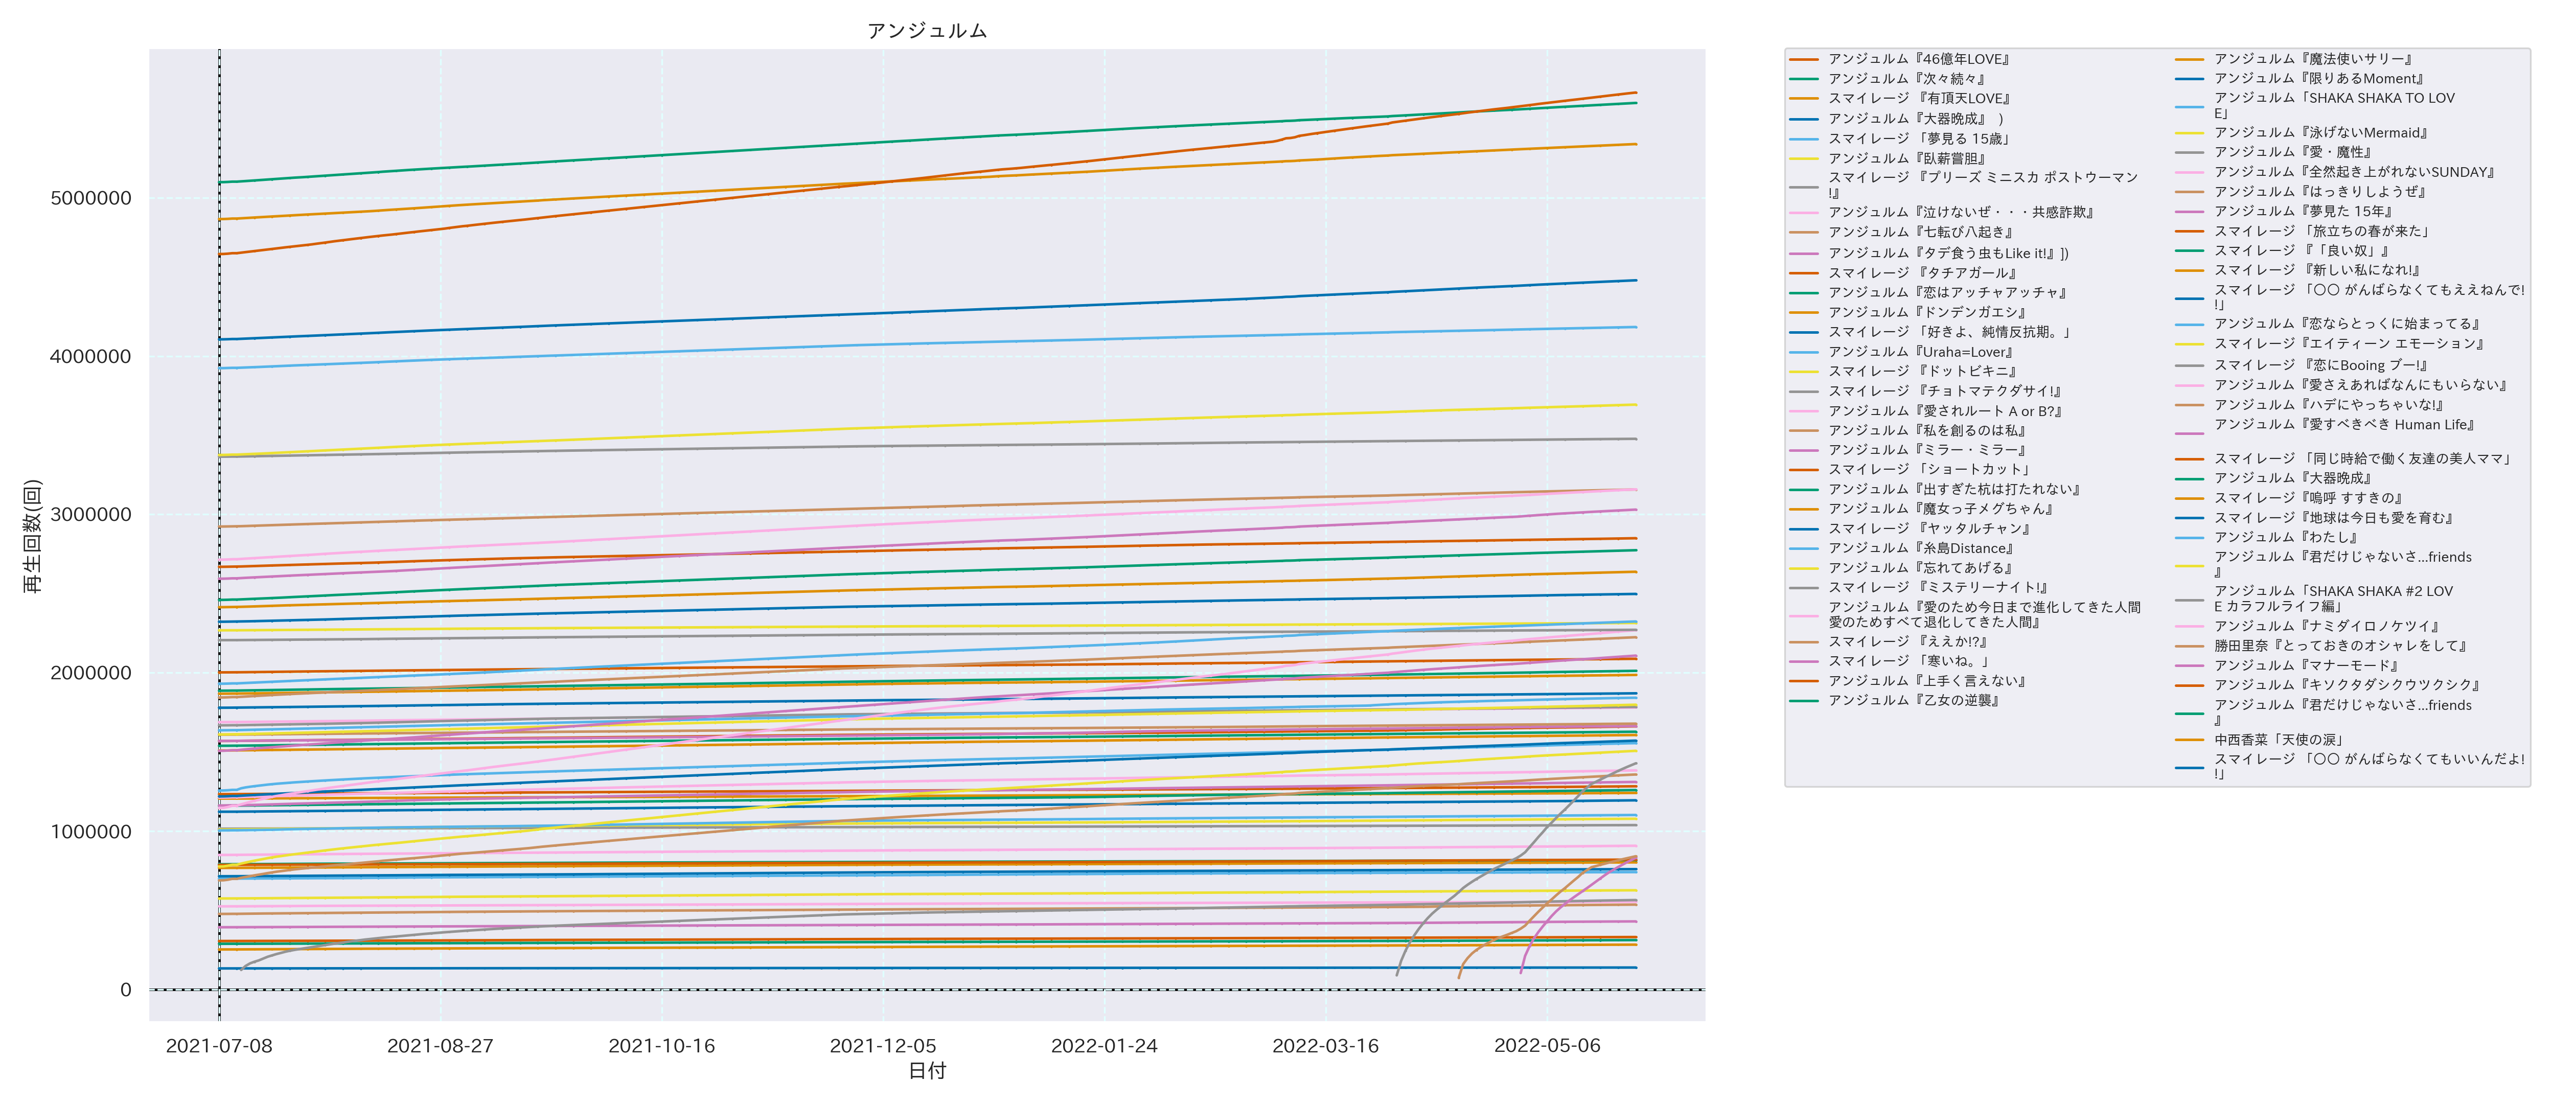 アンジュルム
再生回数(回)
5000000
4000000
3000000
2000000
1000000
0
2021-07-08
2021-08-27
2021-10-16
2021-12-05
2022-01-24
2022-03-16
2022-05-06
日付
アンジュルム『46億年LOVE』
アンジュルム『次々続々』
スマイレージ 『有頂天LOVE』
アンジュルム『大器晩成』 )
スマイレージ 「夢見る 15歳」
アンジュルム『臥薪嘗胆』
スマイレージ 『プリーズ ミニスカ ポストウーマン
!』
アンジュルム『泣けないぜ・・・共感詐欺』
アンジュルム『七転び八起き』
アンジュルム『タデ食う虫もLike it!』])
スマイレージ 『タチアガール』
アンジュルム『恋はアッチャアッチャ』
アンジュルム『ドンデンガエシ』
スマイレージ 「好きよ、純情反抗期。」
アンジュルム『Uraha=Lover』
スマイレージ 『ドットビキニ』
スマイレージ 『チョトマテクダサイ!』
アンジュルム『愛されルート A or B?』
アンジュルム『私を創るのは私』
アンジュルム『ミラー・ミラー』
スマイレージ 「ショートカット」
アンジュルム『出すぎた杭は打たれない』
アンジュルム『魔女っ子メグちゃん』
スマイレージ 『ヤッタルチャン』
アンジュルム『糸島Distance』
アンジュルム『忘れてあげる』
スマイレージ 『ミステリーナイト!』
アンジュルム『愛のため今日まで進化してきた人間
愛のためすべて退化してきた人間』
スマイレージ 『ええか!?』
スマイレージ 「寒いね。」
アンジュルム『上手く言えない』
アンジュルム『乙女の逆襲』
アンジュルム『魔法使いサリー』
アンジュルム『限りあるMoment』
アンジュルム「SHAKA SHAKA TO LOV
E」
アンジュルム『泳げないMermaid』
アンジュルム『愛・魔性』
アンジュルム『全然起き上がれないSUNDAY』
アンジュルム『はっきりしようぜ』
アンジュルム『夢見た 15年』
スマイレージ 「旅立ちの春が来た」
スマイレージ 『「良い奴」』
スマイレージ 『新しい私になれ!』
スマイレージ 「○○ がんばらなくてもええねんで!
!」
アンジュルム『恋ならとっくに始まってる』
スマイレージ 『エイティーン エモーション』
スマイレージ 『恋にBooing ブー!』
アンジュルム『愛さえあればなんにもいらない』
アンジュルム『ハデにやっちゃいな!』
アンジュルム『愛すべきべき Human Life』
スマイレージ 「同じ時給で働く友達の美人ママ」
アンジュルム『大器晩成』
スマイレージ 『嗚呼 すすきの』
スマイレージ 『地球は今日も愛を育む』
アンジュルム『わたし』
アンジュルム『君だけじゃないさ...friends
』
アンジュルム「SHAKA SHAKA #2 LOV
E カラフルライフ編」
アンジュルム『ナミダイロノケツイ』
勝田里奈『とっておきのオシャレをして』
アンジュルム『マナーモード』
アンジュルム『キソクタダシクウツクシク』
アンジュルム『君だけじゃないさ...friends
』
中西香菜「天使の涙」
スマイレージ 「○○ がんばらなくてもいいんだよ!
!」